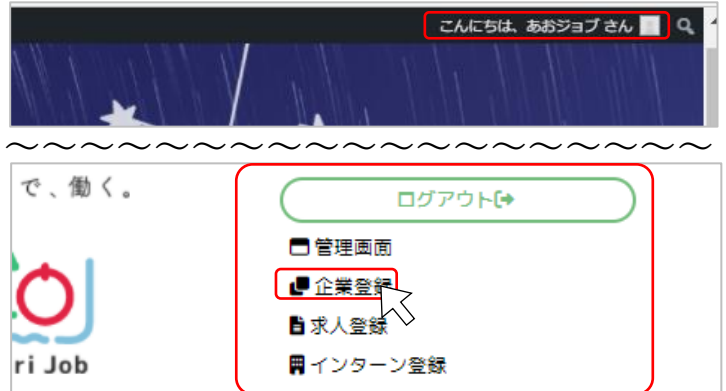 こんにちは、あおジョブ さん
で、働く。
ログアウト
管理画面
企業登録
求人登録
インターン登録
ri Job